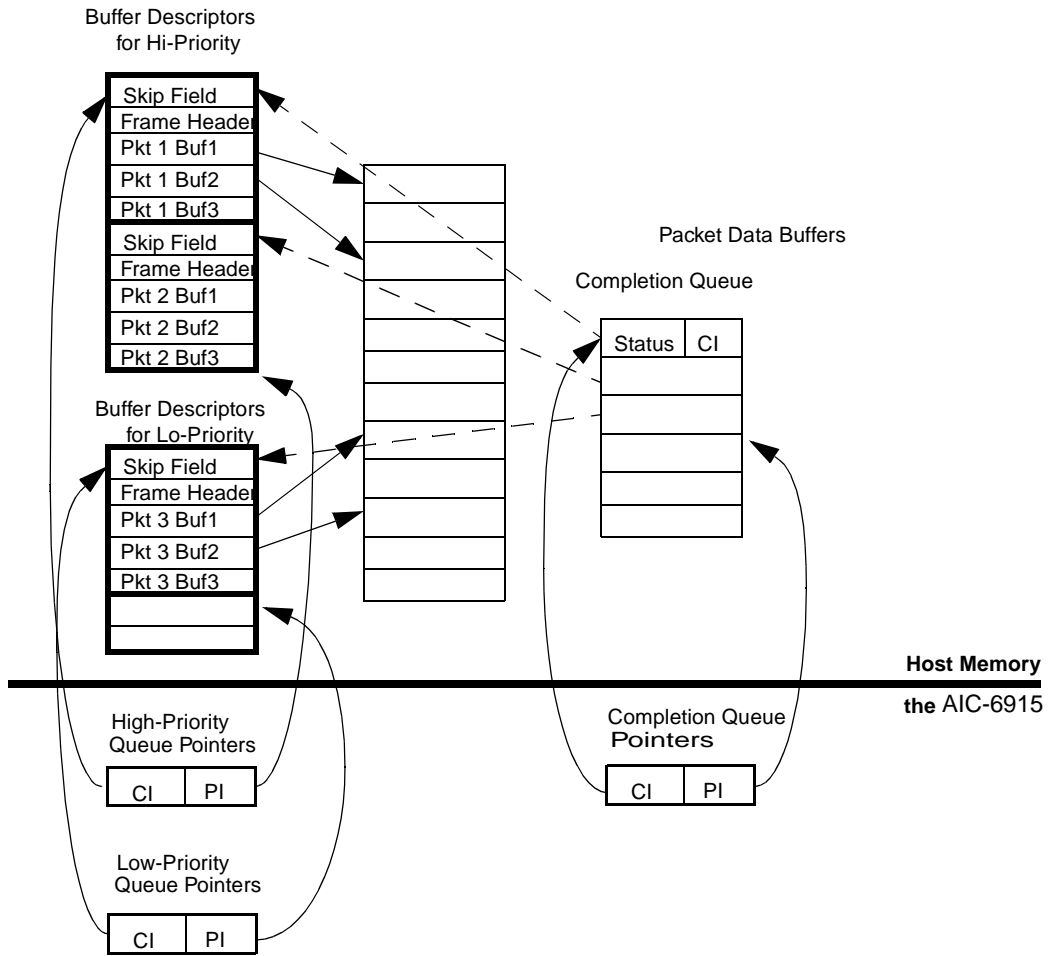 Buffer Descriptors
for Hi-Priority
Skip Field
Frame Header
Pkt 1 Buf1
Pkt 1 Buf2
Pkt 1 Buf3
Skip Field
Frame Header
Pkt 2 Buf1
Pkt 2 Buf2
Pkt 2 Buf3
Packet Data Buffers
Completion Queue
Status CI
Buffer Descriptors
for Lo-Priority
Skip Field
Frame Header
Pkt 3 Buf1
Pkt 3 Buf2
Pkt 3 Buf3
Host Memory
the AIC-6915
High-Priority
Queue Pointers
CI PI
Completion Queue
Pointers
CI PI
Low-Priority
Queue Pointers
CI PI